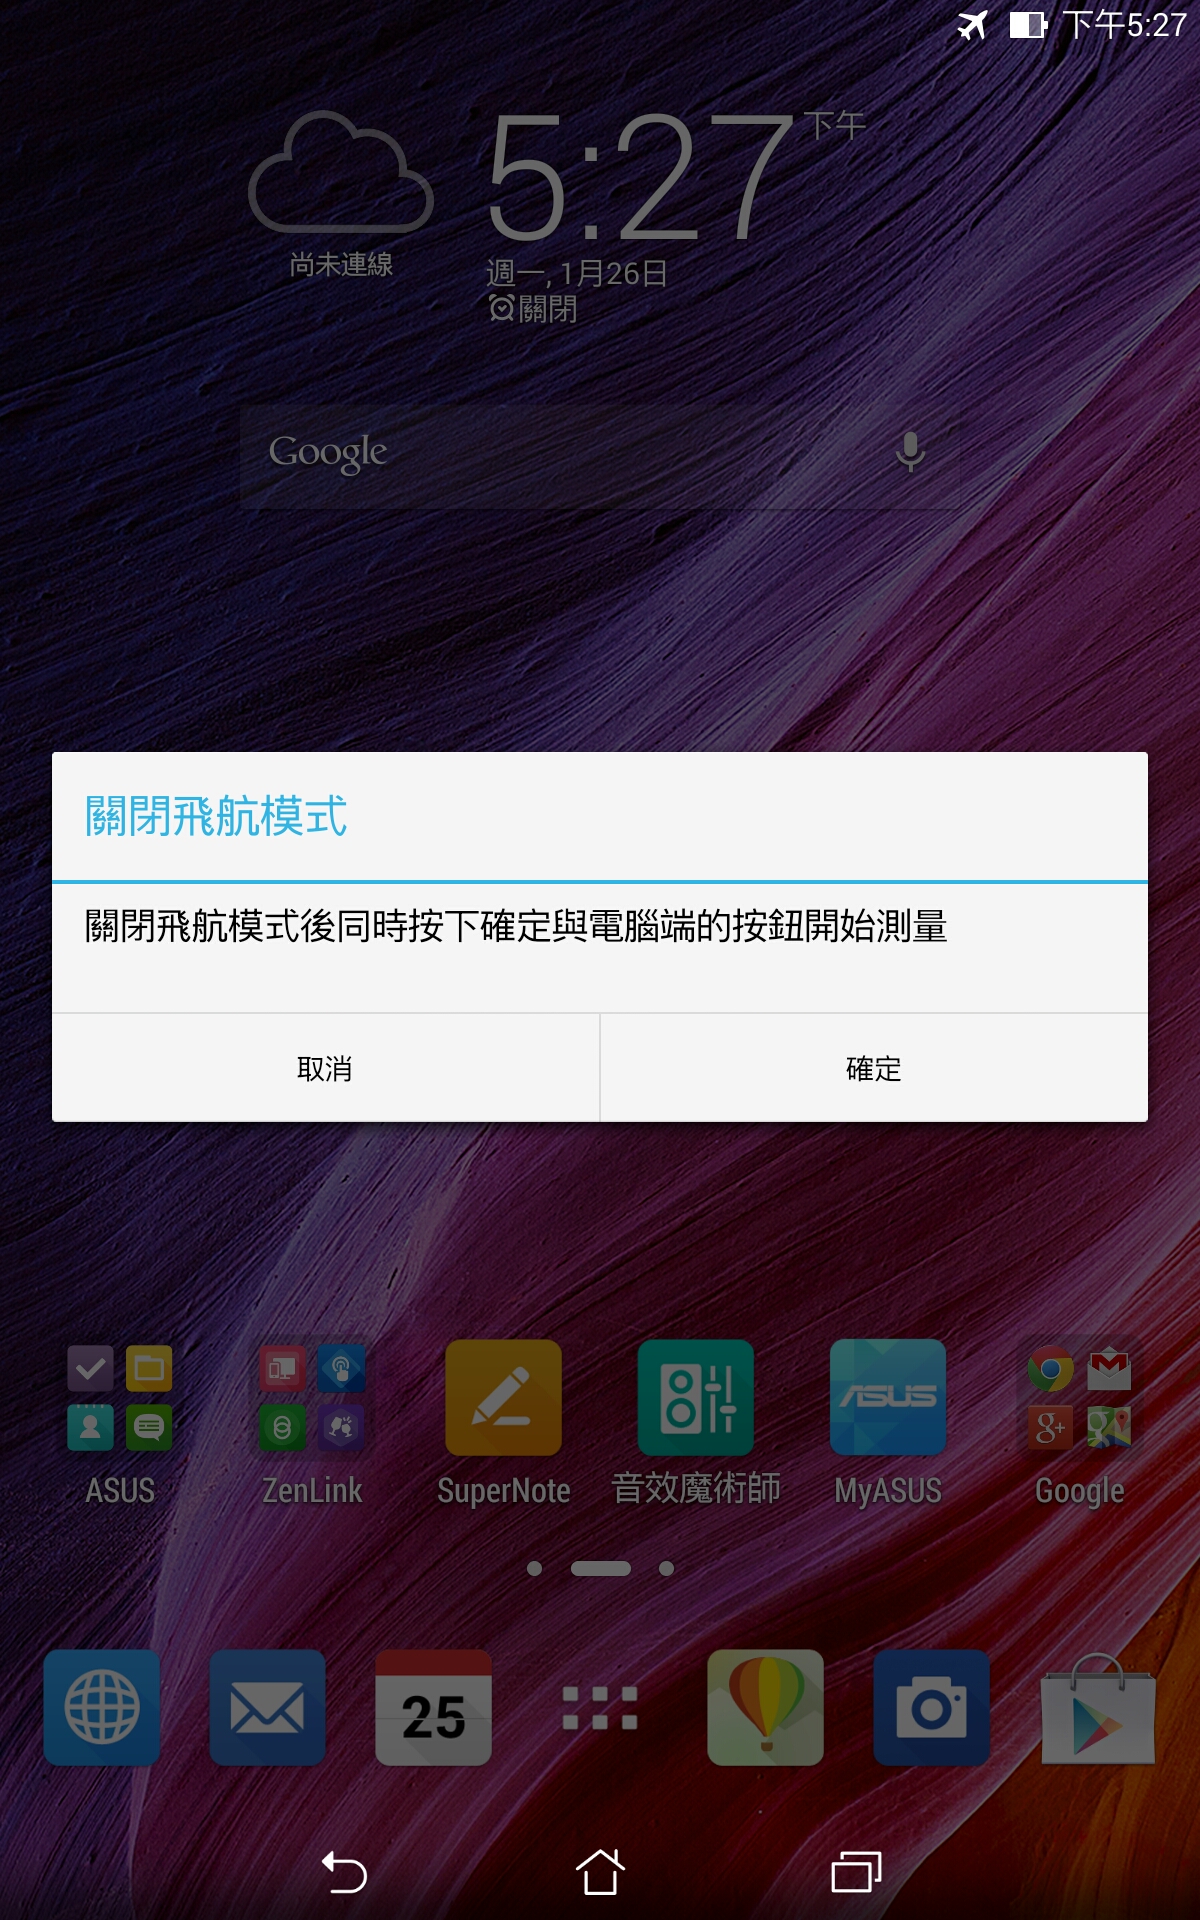 下午5:27
5:27 下午
尚未連線
週一, 1月26日
關閉
Google
關閉飛航模式
關閉飛航模式後同時按下確定與電腦端的按鈕開始測量
取消
確定
ASUS
g+
g
ASUS
ZenLink
SuperNote
音效魔術師
MyASUS
Google
25